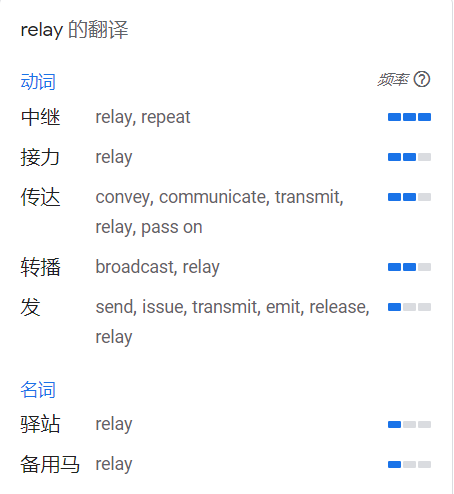 relay 的翻译
动词 频率 ?
中继 relay, repeat
接力 relay
传达 convey, communicate, transmit,
relay, pass on
转播 broadcast, relay
发 send, issue, transmit, emit, release,
relay
名词
驿站 relay
备用马 relay